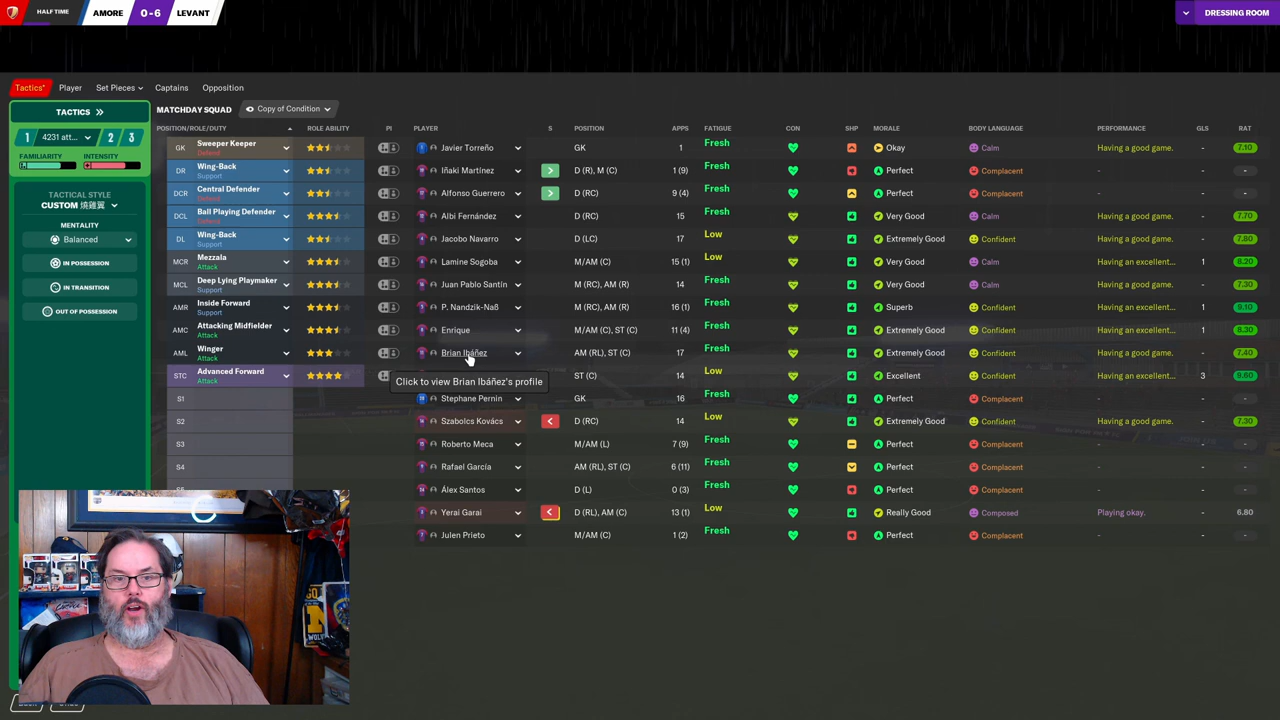 HALF TIME AMORE 0-6 LEVANT DRESSING ROOM
Tactics* Player Set Pieces Captains Opposition
TACTICS
1 4231 att... 2 3
FAMILIARITY INTENSITY
TACTICAL STYLE
CUSTOM 燒雞翼
MENTALITY
Balanced
IN POSSESSION
IN TRANSITION
OUT OF POSSESSION
MATCHDAY SQUAD Copy of Condition
POSITION/ROLE/DUTY ROLE ABILITY PI PLAYER S POSITION APPS FATIGUE CON SHP MORALE BODY LANGUAGE PERFORMANCE GLS RAT
GK Sweeper Keeper Defend Javier Torreño GK 1 Fresh Okay Calm Having a good game. - 7.10
DR Wing-Back Support Iñaki Martínez D (R), M (C) 1 (9) Fresh Perfect Complacent - - -
DCR Central Defender Defend Alfonso Guerrero D (RC) 9 (4) Fresh Perfect Complacent - - -
DCL Ball Playing Defender Defend Albi Fernández D (RC) 15 Fresh Very Good Calm Having a good game. - 7.70
DL Wing-Back Support Jacobo Navarro D (LC) 17 Low Extremely Good Confident Having a good game. - 7.80
MCR Mezzala Attack Lamine Sogoba M/AM (C) 15 (1) Low Very Good Calm Having an excellent... 1 8.20
MCL Deep Lying Playmaker Support Juan Pablo Santín M (RC), AM (R) 14 Fresh Very Good Calm Having a good game. - 7.30
AMR Inside Forward Support P. Nandzik-Naß M (RC), AM (R) 16 (1) Fresh Superb Confident Having an excellent... 1 9.10
AMC Attacking Midfielder Attack Enrique M/AM (C), ST (C) 11 (4) Fresh Extremely Good Confident Having an excellent... 1 8.30
AML Winger Attack Brian Ibáñez AM (RL), ST (C) 17 Fresh Extremely Good Confident Having a good game. - 7.40
STC Advanced Forward Attack ST (C) 14 Low Excellent Confident Having an excellent... 3 9.60
Click to view Brian Ibáñez's profile
S1 Stephane Pernin GK 16 Fresh Perfect Complacent - - -
S2 Szabolcs Kovács D (RC) 14 Low Extremely Good Confident Having a good game. - 7.30
S3 Roberto Meca M/AM (L) 7 (9) Fresh Perfect Complacent - - -
S4 Rafael García AM (RL), ST (C) 6 (11) Fresh Perfect Complacent - - -
Álex Santos D (L) 0 (3) Fresh Perfect Complacent - - -
Yerai Garai D (RL), AM (C) 13 (1) Low Really Good Composed Playing okay. - 6.80
Julen Prieto M/AM (C) 1 (2) Fresh Perfect Complacent - - -